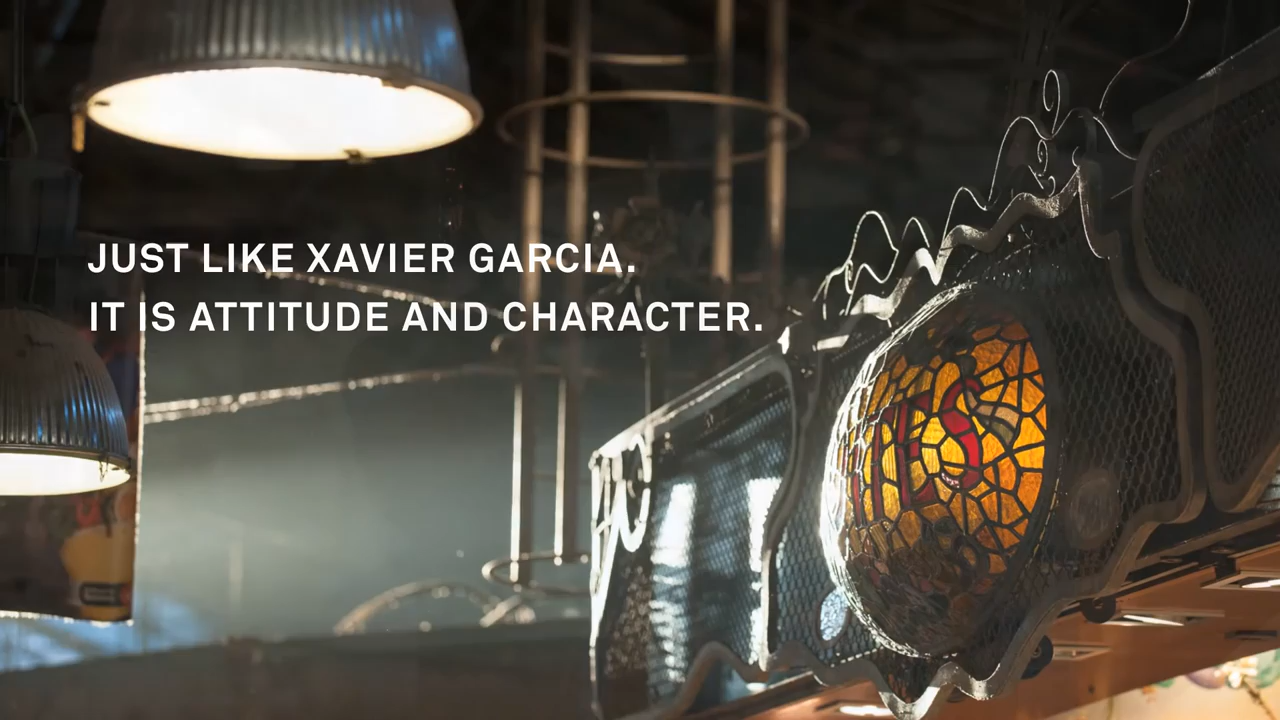 JUST LIKE XAVIER GARCIA.
IT IS ATTITUDE AND CHARACTER.